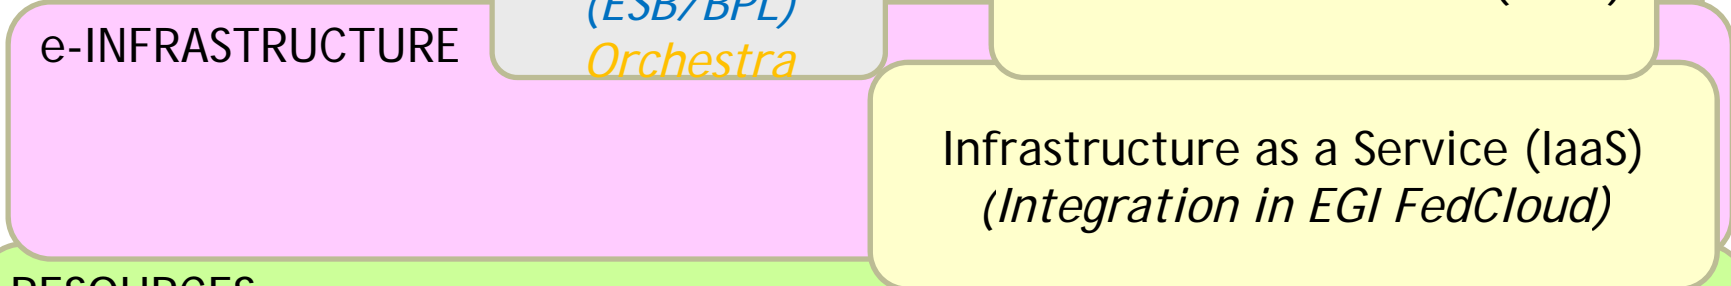 (ESB/BPL)
e-INFRASTRUCTURE
Orchestra
Infrastructure as a Service (IaaS)
(Integration in EGI FedCloud)
RESOURCES